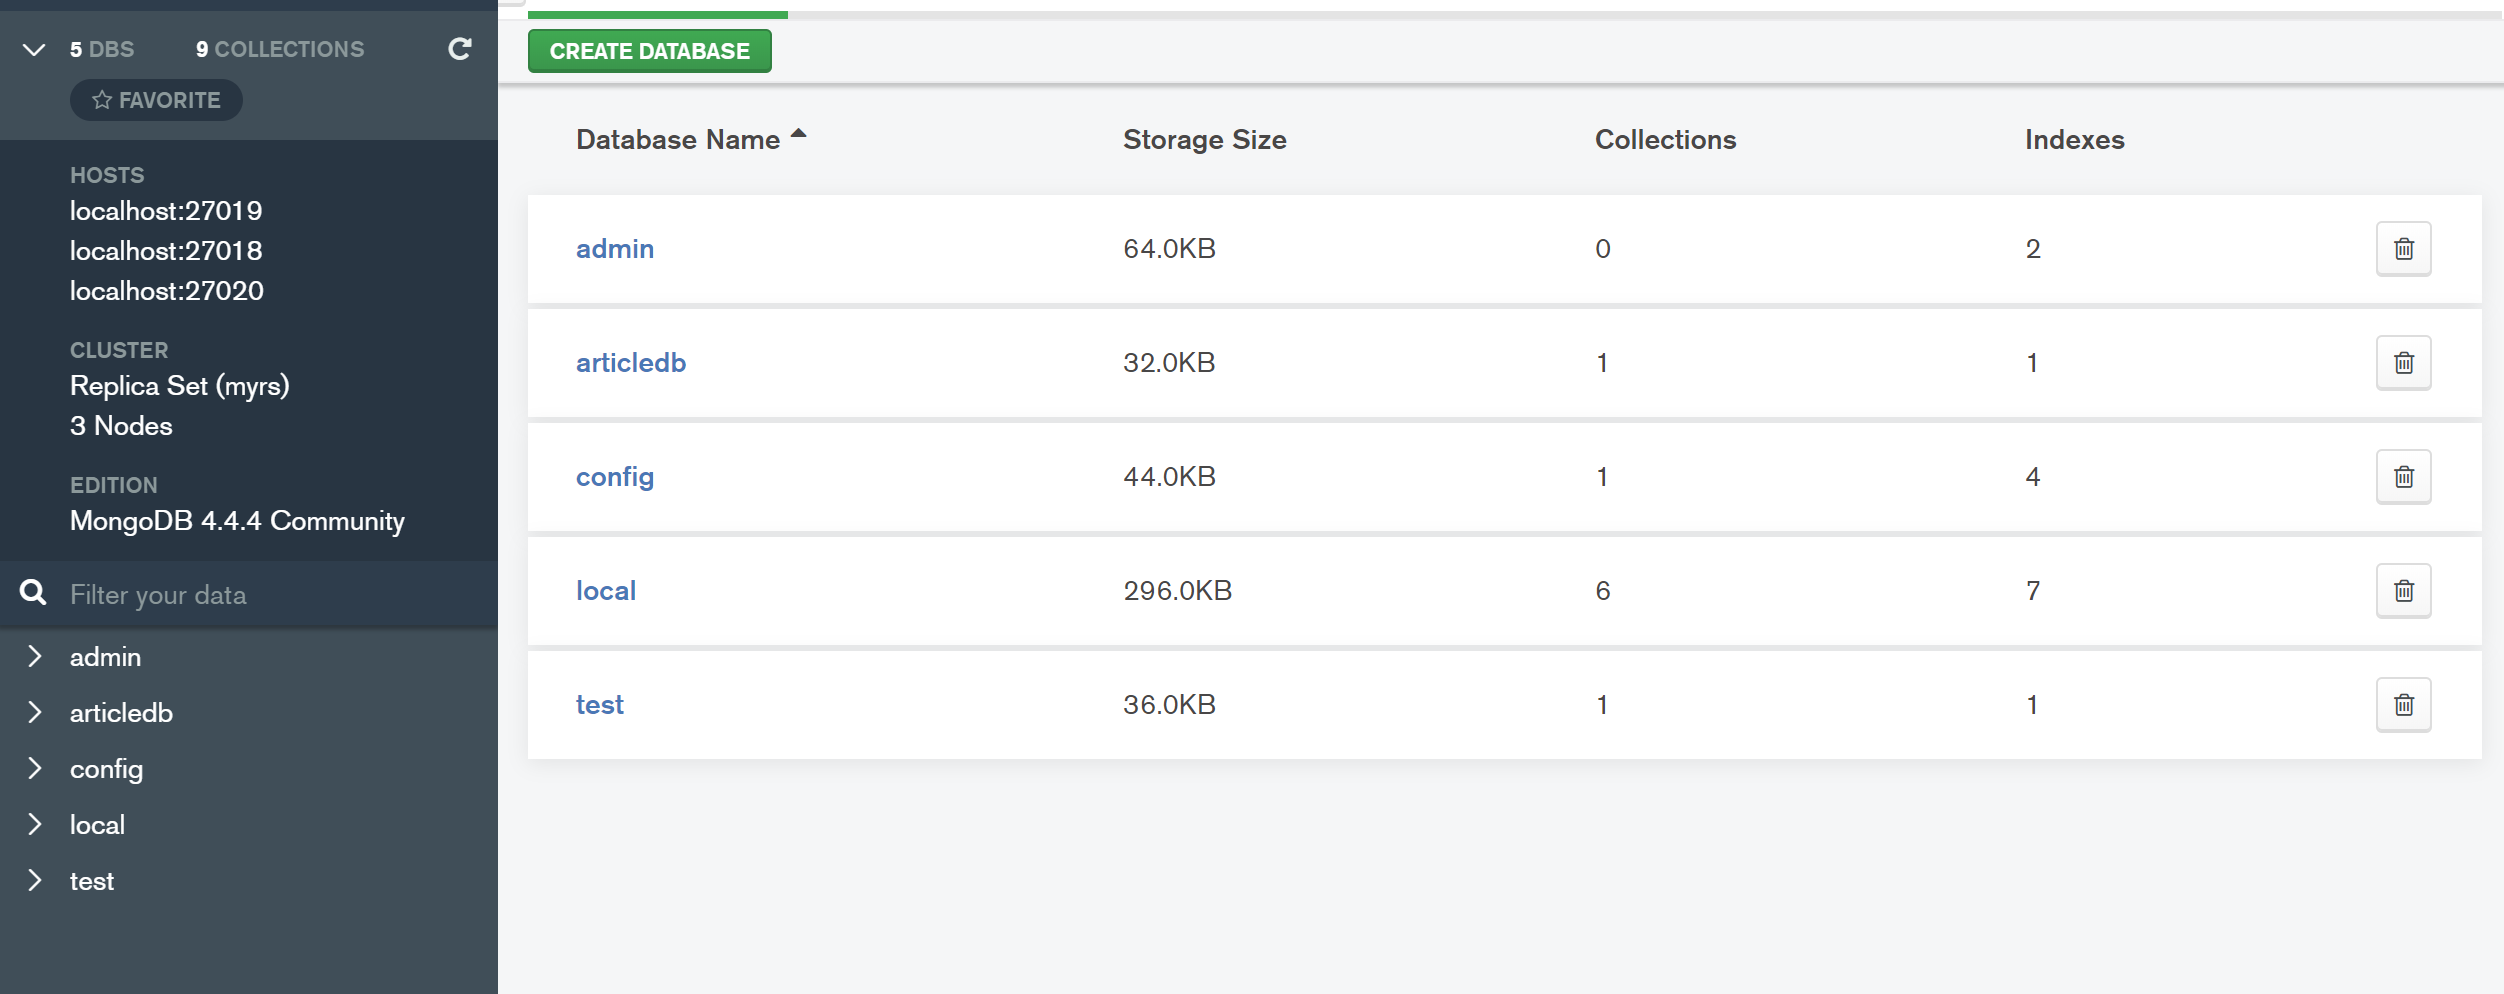 5 DBS 9 COLLECTIONS
FAVORITE
HOSTS
localhost:27019
localhost:27018
localhost:27020
CLUSTER
Replica Set (myrs)
3 Nodes
EDITION
MongoDB 4.4.4 Community
Filter your data
admin
articledb
config
local
test
CREATE DATABASE
Database Name Storage Size Collections Indexes
admin 64.0KB 0 2
articledb 32.0KB 1 1
config 44.0KB 1 4
local 296.0KB 6 7
test 36.0KB 1 1